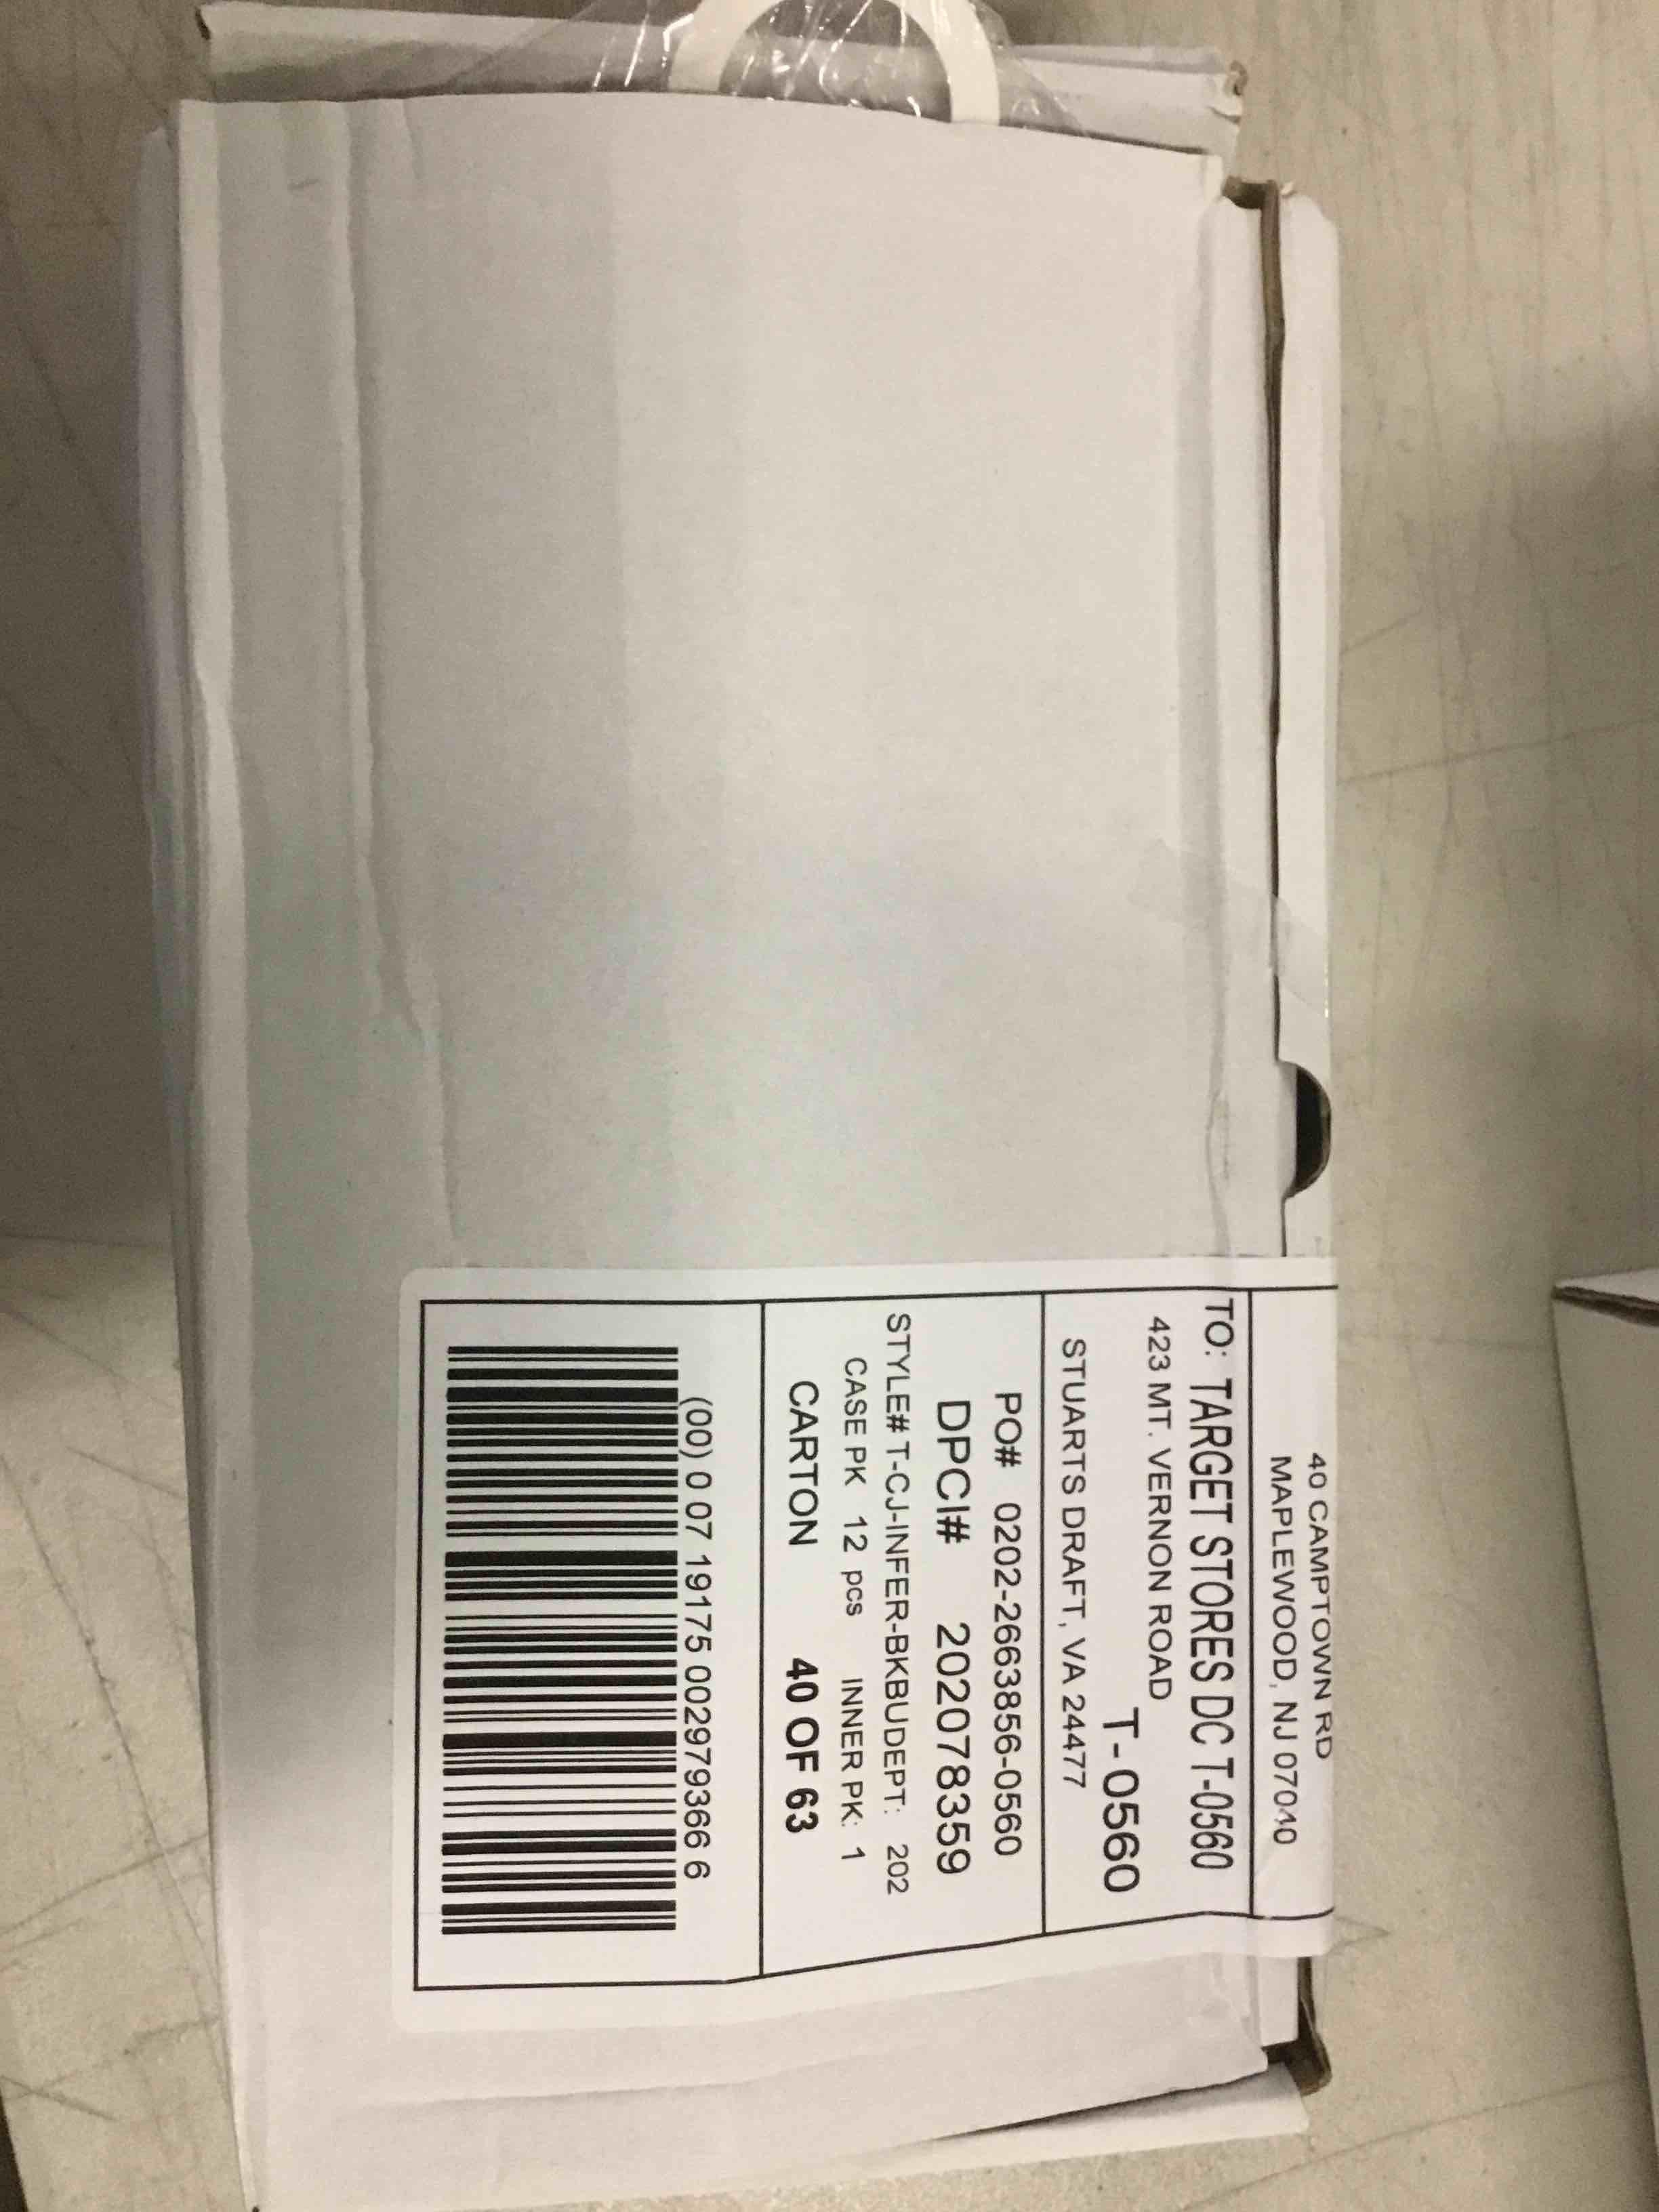 40 CAMPTOWN RD
MAPLEWOOD, NJ 07040
TO: TARGET STORES DC T-0560
423 MT. VERNON ROAD
T-0560
STUARTS DRAFT, VA 24477
PO# 0202-2663856-0560
DPCI# 202078359
STYLE# T-CJ-INFER-BKBUDEPT: 202
CASE PK 12 pcs INNER PK: 1
CARTON 40 OF 63
(00) 0 07 19175 002979366 6